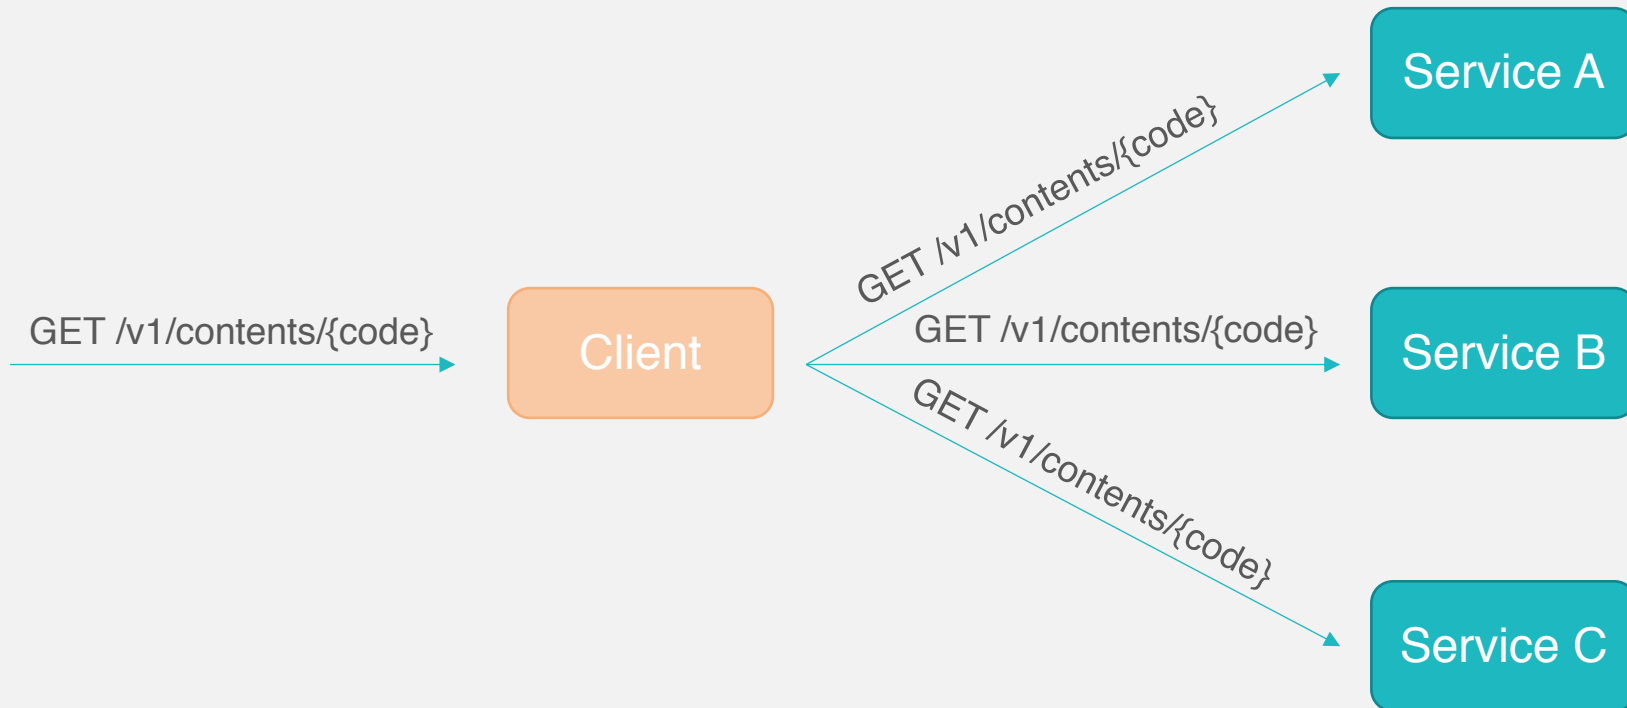 Service A
GET /v1/contents/{code}
GET /v1/contents/{code}
Client
GET /v1/contents/{code}
Service B
GET /v1/contents/{code}
Service C